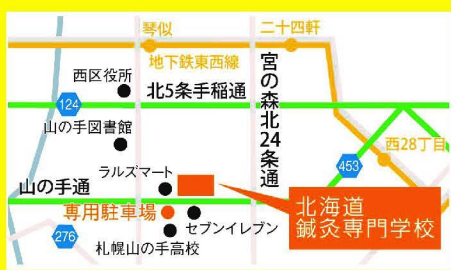 琴似
二十四軒
地下鉄東西線
西区役所
北5条手稲通
宮の森北24条通
124
山の手図書館
西28丁目
453
ラルズマート
山の手通
専用駐車場
北海道
鍼灸専門学校
セブンイレブン
276
札幌山の手高校